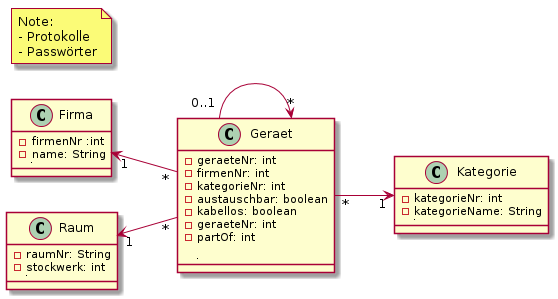 Note:
- Protokolle
- Passwörter
0..1
*
C Firma
firmenNr :int
name: String
.
1
*
C Geraet
geraeteNr: int
firmenNr: int
kategorieNr: int
austauschbar: boolean
kabellos: boolean
geraeteNr: int
partOf: int
.
*
1
C Kategorie
kategorieNr: int
kategorieName: String
.
C Raum
raumNr: String
stockwerk: int
.
1
*